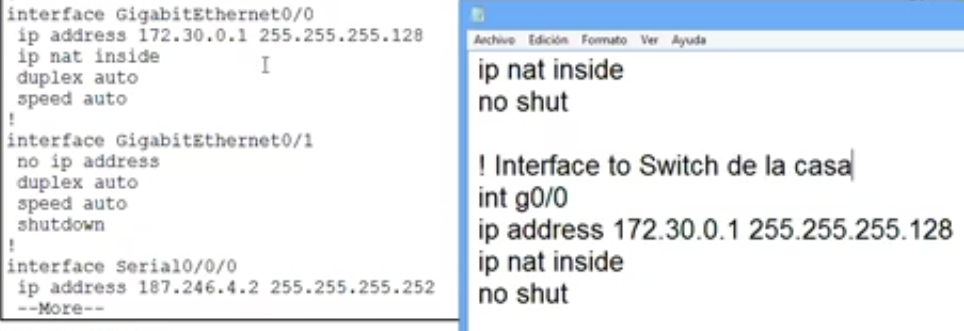 interface GigabitEthernet0/0
 ip address 172.30.0.1 255.255.255.128
 ip nat inside
 duplex auto
 speed auto
!
interface GigabitEthernet0/1
 no ip address
 duplex auto
 speed auto
 shutdown
!
interface Serial0/0/0
 ip address 187.246.4.2 255.255.255.252
 --More--
Archivo Edición Formato Ver Ayuda
ip nat inside
no shut

! Interface to Switch de la casa
int g0/0
ip address 172.30.0.1 255.255.255.128
ip nat inside
no shut